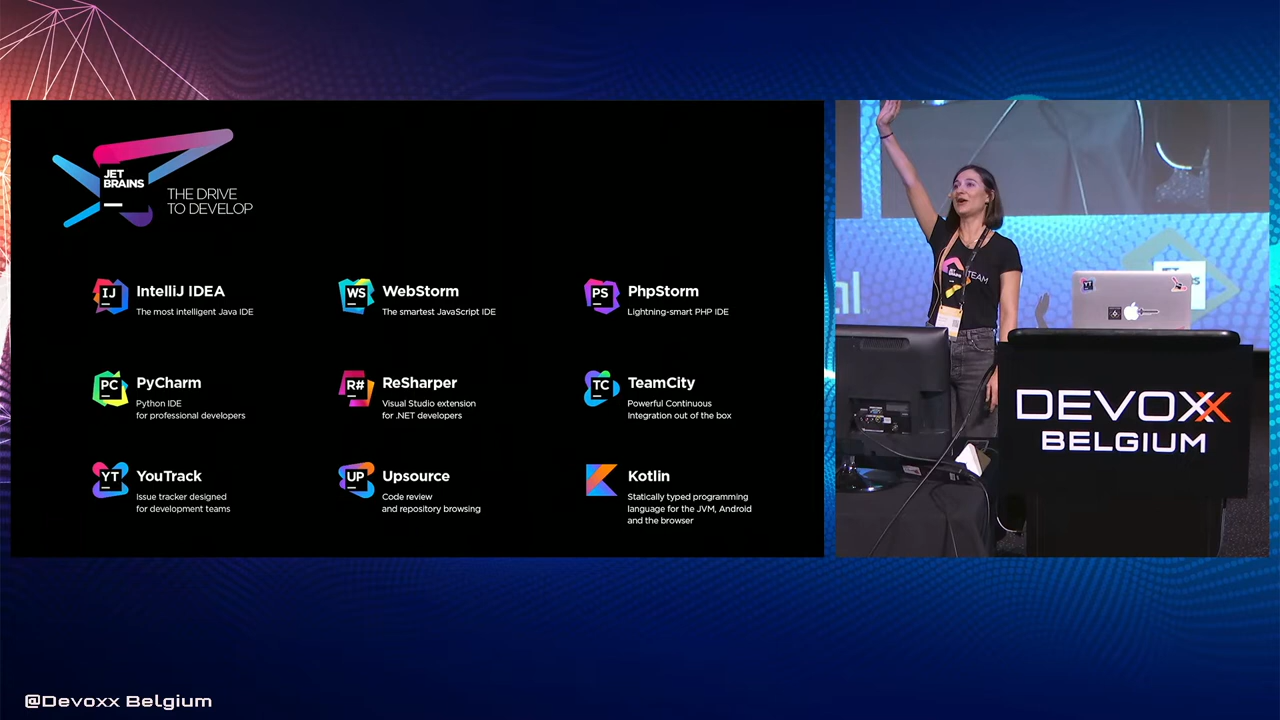 JET
BRAINS
THE DRIVE
TO DEVELOP
IJ
IntelliJ IDEA
The most intelligent Java IDE
WS
WebStorm
The smartest JavaScript IDE
PS
PhpStorm
Lightning-smart PHP IDE
PC
PyCharm
Python IDE
for professional developers
R#
ReSharper
Visual Studio extension
for .NET developers
TC
TeamCity
Powerful Continuous
Integration out of the box
YT
YouTrack
Issue tracker designed
for development teams
UP
Upsource
Code review
and repository browsing
Kotlin
Statically typed programming
language for the JVM, Android
and the browser
JET
BRAINS
TEAM
DEVOXX
BELGIUM
@Devoxx Belgium